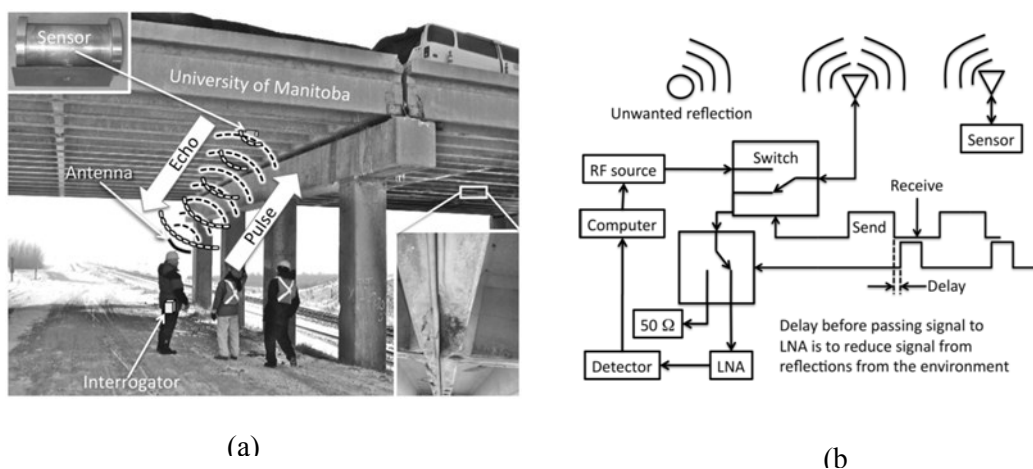 Sensor
University of Manitoba
Echo
Antenna
Pulse
Interrogator
(a)
Unwanted reflection
Sensor
Switch
RF source
Receive
Computer
Send
Delay
50 Ω
Detector
LNA
Delay before passing signal to
LNA is to reduce signal from
reflections from the environment
(b